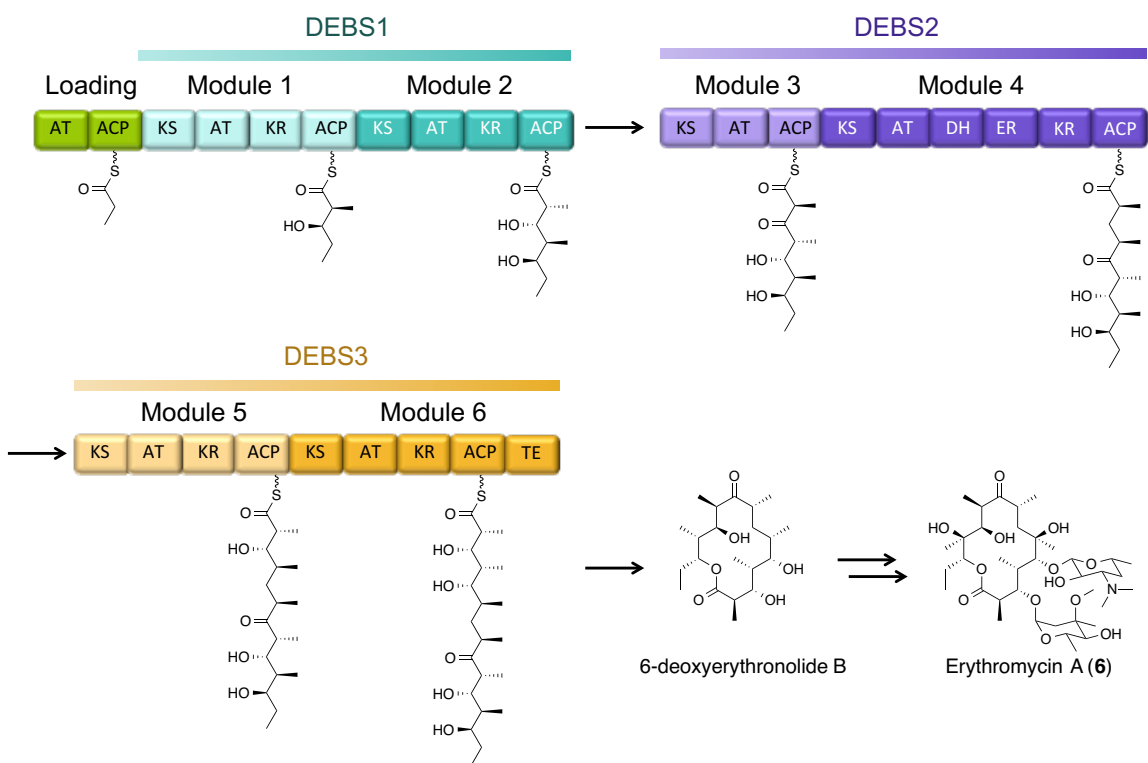 DEBS1
DEBS2
Loading Module 1 Module 2
Module 3 Module 4
AT ACP KS AT KR ACP KS AT KR ACP
KS AT ACP KS AT DH ER KR ACP
S
O
S
O
HO
S
O
HO
HO
S
O
O
HO
HO
S
O
O
HO
HO
DEBS3
Module 5 Module 6
KS AT KR ACP KS AT KR ACP TE
S
O
HO
O
HO
HO
S
O
HO
HO
O
HO
HO
O
OH
O
O
OH
OH
6-deoxyerythronolide B
O
HO
OH
OH
O
O
O
O
HO
N
O
O
O
O
OH
Erythromycin A (6)